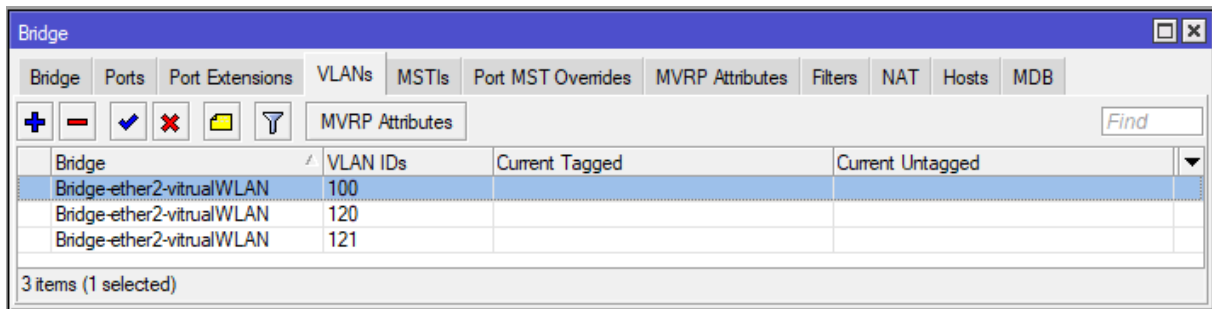 Bridge
Bridge Ports Port Extensions VLANs MSTIs Port MST Overrides MVRP Attributes Filters NAT Hosts MDB
MVRP Attributes Find
Bridge VLAN IDs Current Tagged Current Untagged
Bridge-ether2-vitrualWLAN 100
Bridge-ether2-vitrualWLAN 120
Bridge-ether2-vitrualWLAN 121
3 items (1 selected)